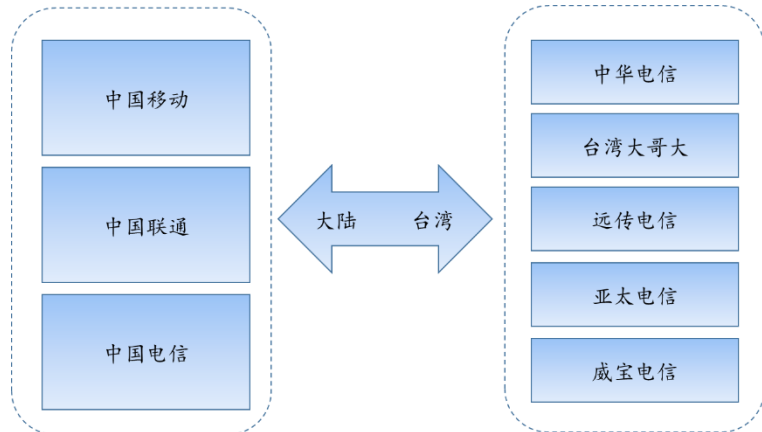 中国移动
中国联通
中国电信
大陆
台湾
中华电信
台湾大哥大
远传电信
亚太电信
威宝电信